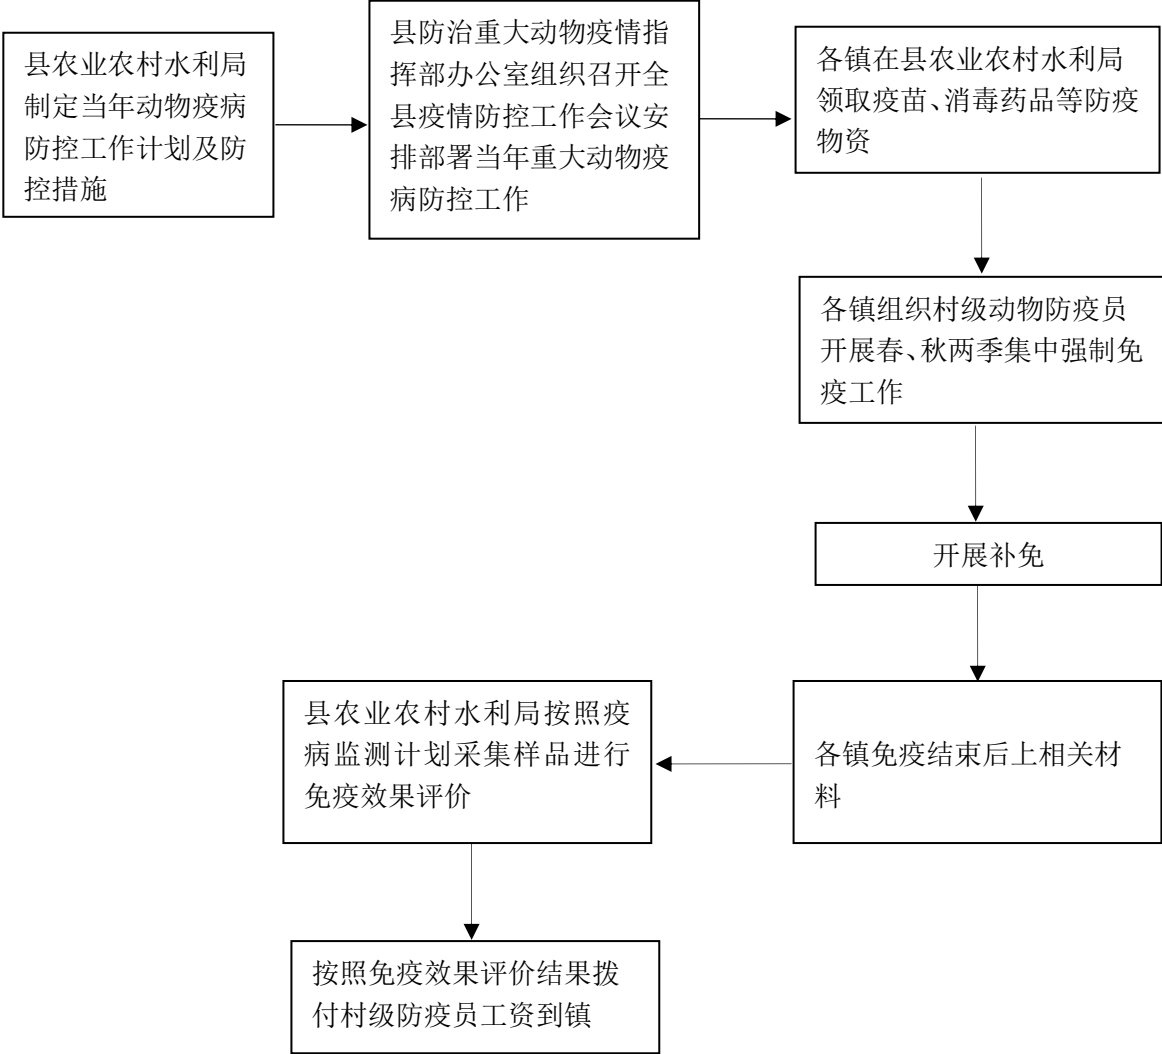 县农业农村水利局
制定当年动物疫病
防控工作计划及防
控措施
县防治重大动物疫情指
挥部办公室组织召开全
县疫情防控工作会议安
排部署当年重大动物疫
病防控工作
各镇在县农业农村水利局
领取疫苗、消毒药品等防疫
物资
各镇组织村级动物防疫员
开展春、秋两季集中强制免
疫工作
开展补免
各镇免疫结束后上相关材
料
县农业农村水利局按照疫
病监测计划采集样品进行
免疫效果评价
按照免疫效果评价结果拨
付村级防疫员工资到镇